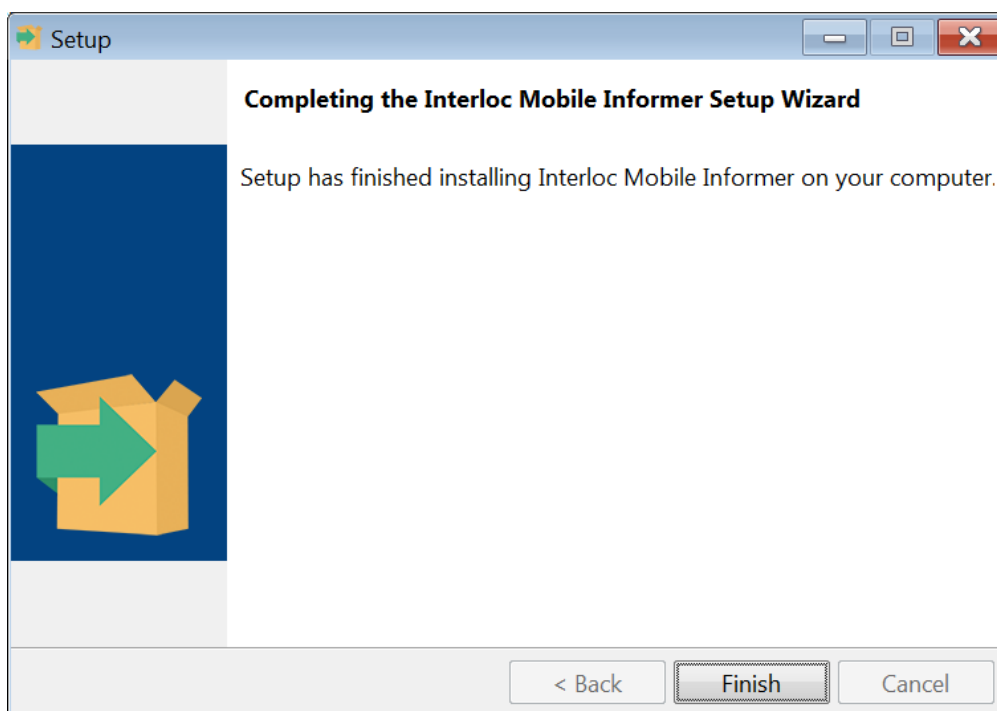 Setup
Completing the Interloc Mobile Informer Setup Wizard
Setup has finished installing Interloc Mobile Informer on your computer.
< Back
Finish
Cancel